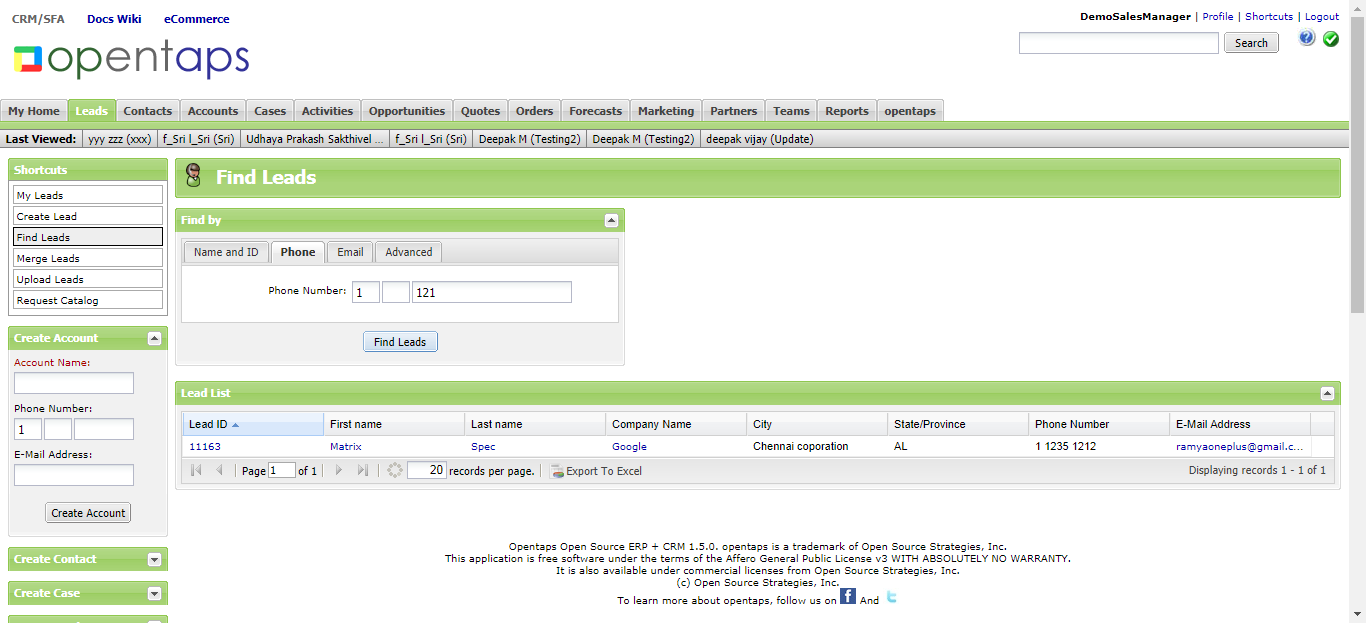 CRM/SFA Docs Wiki eCommerce
DemoSalesManager | Profile | Shortcuts | Logout
opentaps
Search
?
My Home Leads Contacts Accounts Cases Activities Opportunities Quotes Orders Forecasts Marketing Partners Teams Reports opentaps
Last Viewed: yyy zzz (xxx) f_Sri l_Sri (Sri) Udhaya Prakash Sakthivel ... f_Sri l_Sri (Sri) Deepak M (Testing2) Deepak M (Testing2) deepak vijay (Update)
Shortcuts
My Leads
Create Lead
Find Leads
Merge Leads
Upload Leads
Request Catalog
Create Account
Account Name:
Phone Number:
1
E-Mail Address:
Create Account
Create Contact
Create Case
Find Leads
Find by
Name and ID Phone Email Advanced
Phone Number: 1 121
Find Leads
Lead List
Lead ID First name Last name Company Name City State/Province Phone Number E-Mail Address
11163 Matrix Spec Google Chennai coporation AL 1 1235 1212 ramyaoneplus@gmail.c...
Page 1 of 1 20 records per page. Export To Excel Displaying records 1 - 1 of 1
Opentaps Open Source ERP + CRM 1.5.0. opentaps is a trademark of Open Source Strategies, Inc.
This application is free software under the terms of the Affero General Public License v3 WITH ABSOLUTELY NO WARRANTY.
It is also available under commercial licenses from Open Source Strategies, Inc.
(c) Open Source Strategies, Inc.
To learn more about opentaps, follow us on f And t